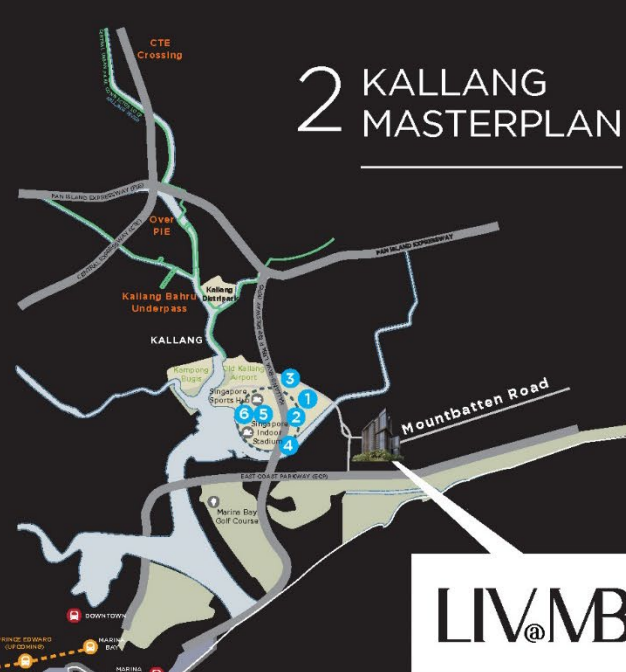 CTE
Crossing
2 KALLANG
MASTERPLAN
PAN ISLAND EXPRESSWAY (PIE)
CENTRAL EXPRESSWAY (CTE)
Over
PIE
PAN ISLAND EXPRESSWAY
Kallang
Distripark
Kallang Bahru
Underpass
KALLANG
Kampong
Bugis
Old Kallang
Airport
3
Singapore
Sports Hub
1
6
5
2
Singapore
Indoor
Stadium
4
Mountbatten Road
EAST COAST PARKWAY (ECP)
Marina Bay
Golf Course
LIV@MB
DOWNTOWN
PRINCE EDWARD
(UPCOMING)
MARINA
BAY
MARINA